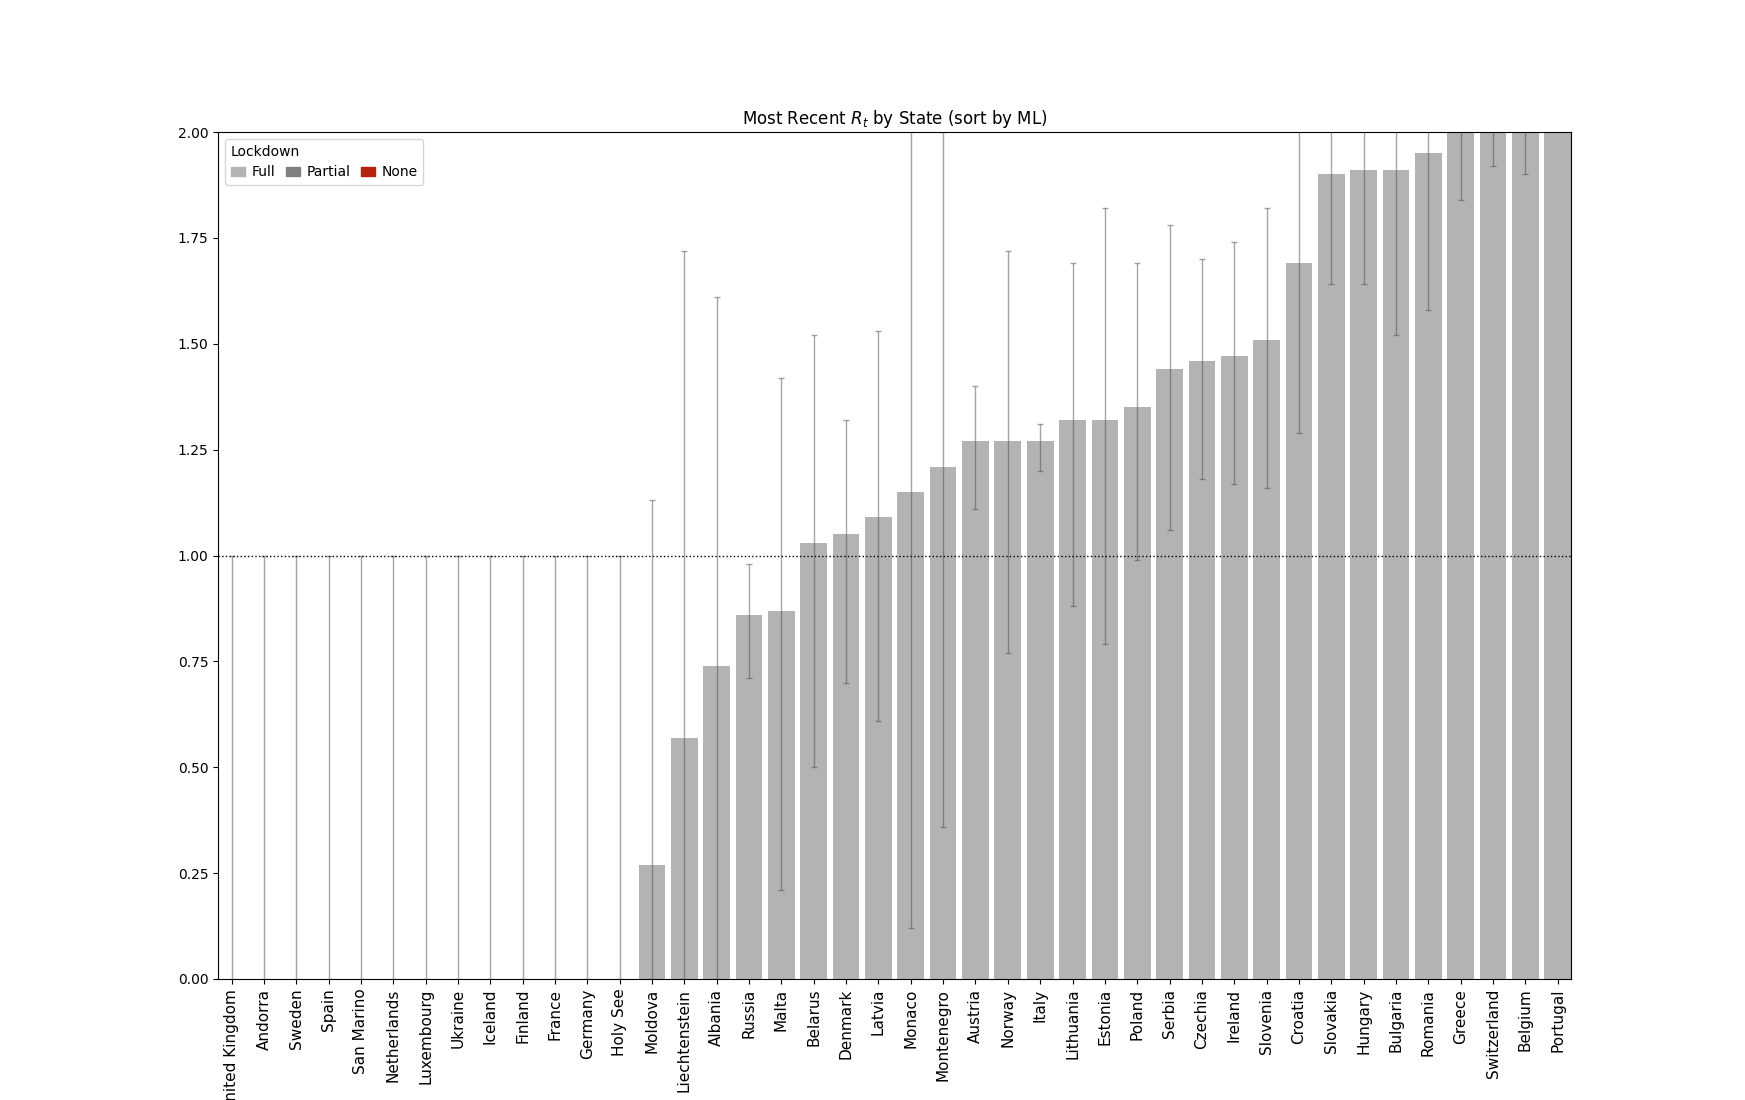 Most Recent Rt by State (sort by ML)
2.00
1.75
1.50
1.25
1.00
0.75
0.50
0.25
0.00
Lockdown
Full Partial None
nited Kingdom
Andorra
Sweden
Spain
San Marino
Netherlands
Luxembourg
Ukraine
Iceland
Finland
France
Germany
Holy See
Moldova
Liechtenstein
Albania
Russia
Malta
Belarus
Denmark
Latvia
Monaco
Montenegro
Austria
Norway
Italy
Lithuania
Estonia
Poland
Serbia
Czechia
Ireland
Slovenia
Croatia
Slovakia
Hungary
Bulgaria
Romania
Greece
Switzerland
Belgium
Portugal